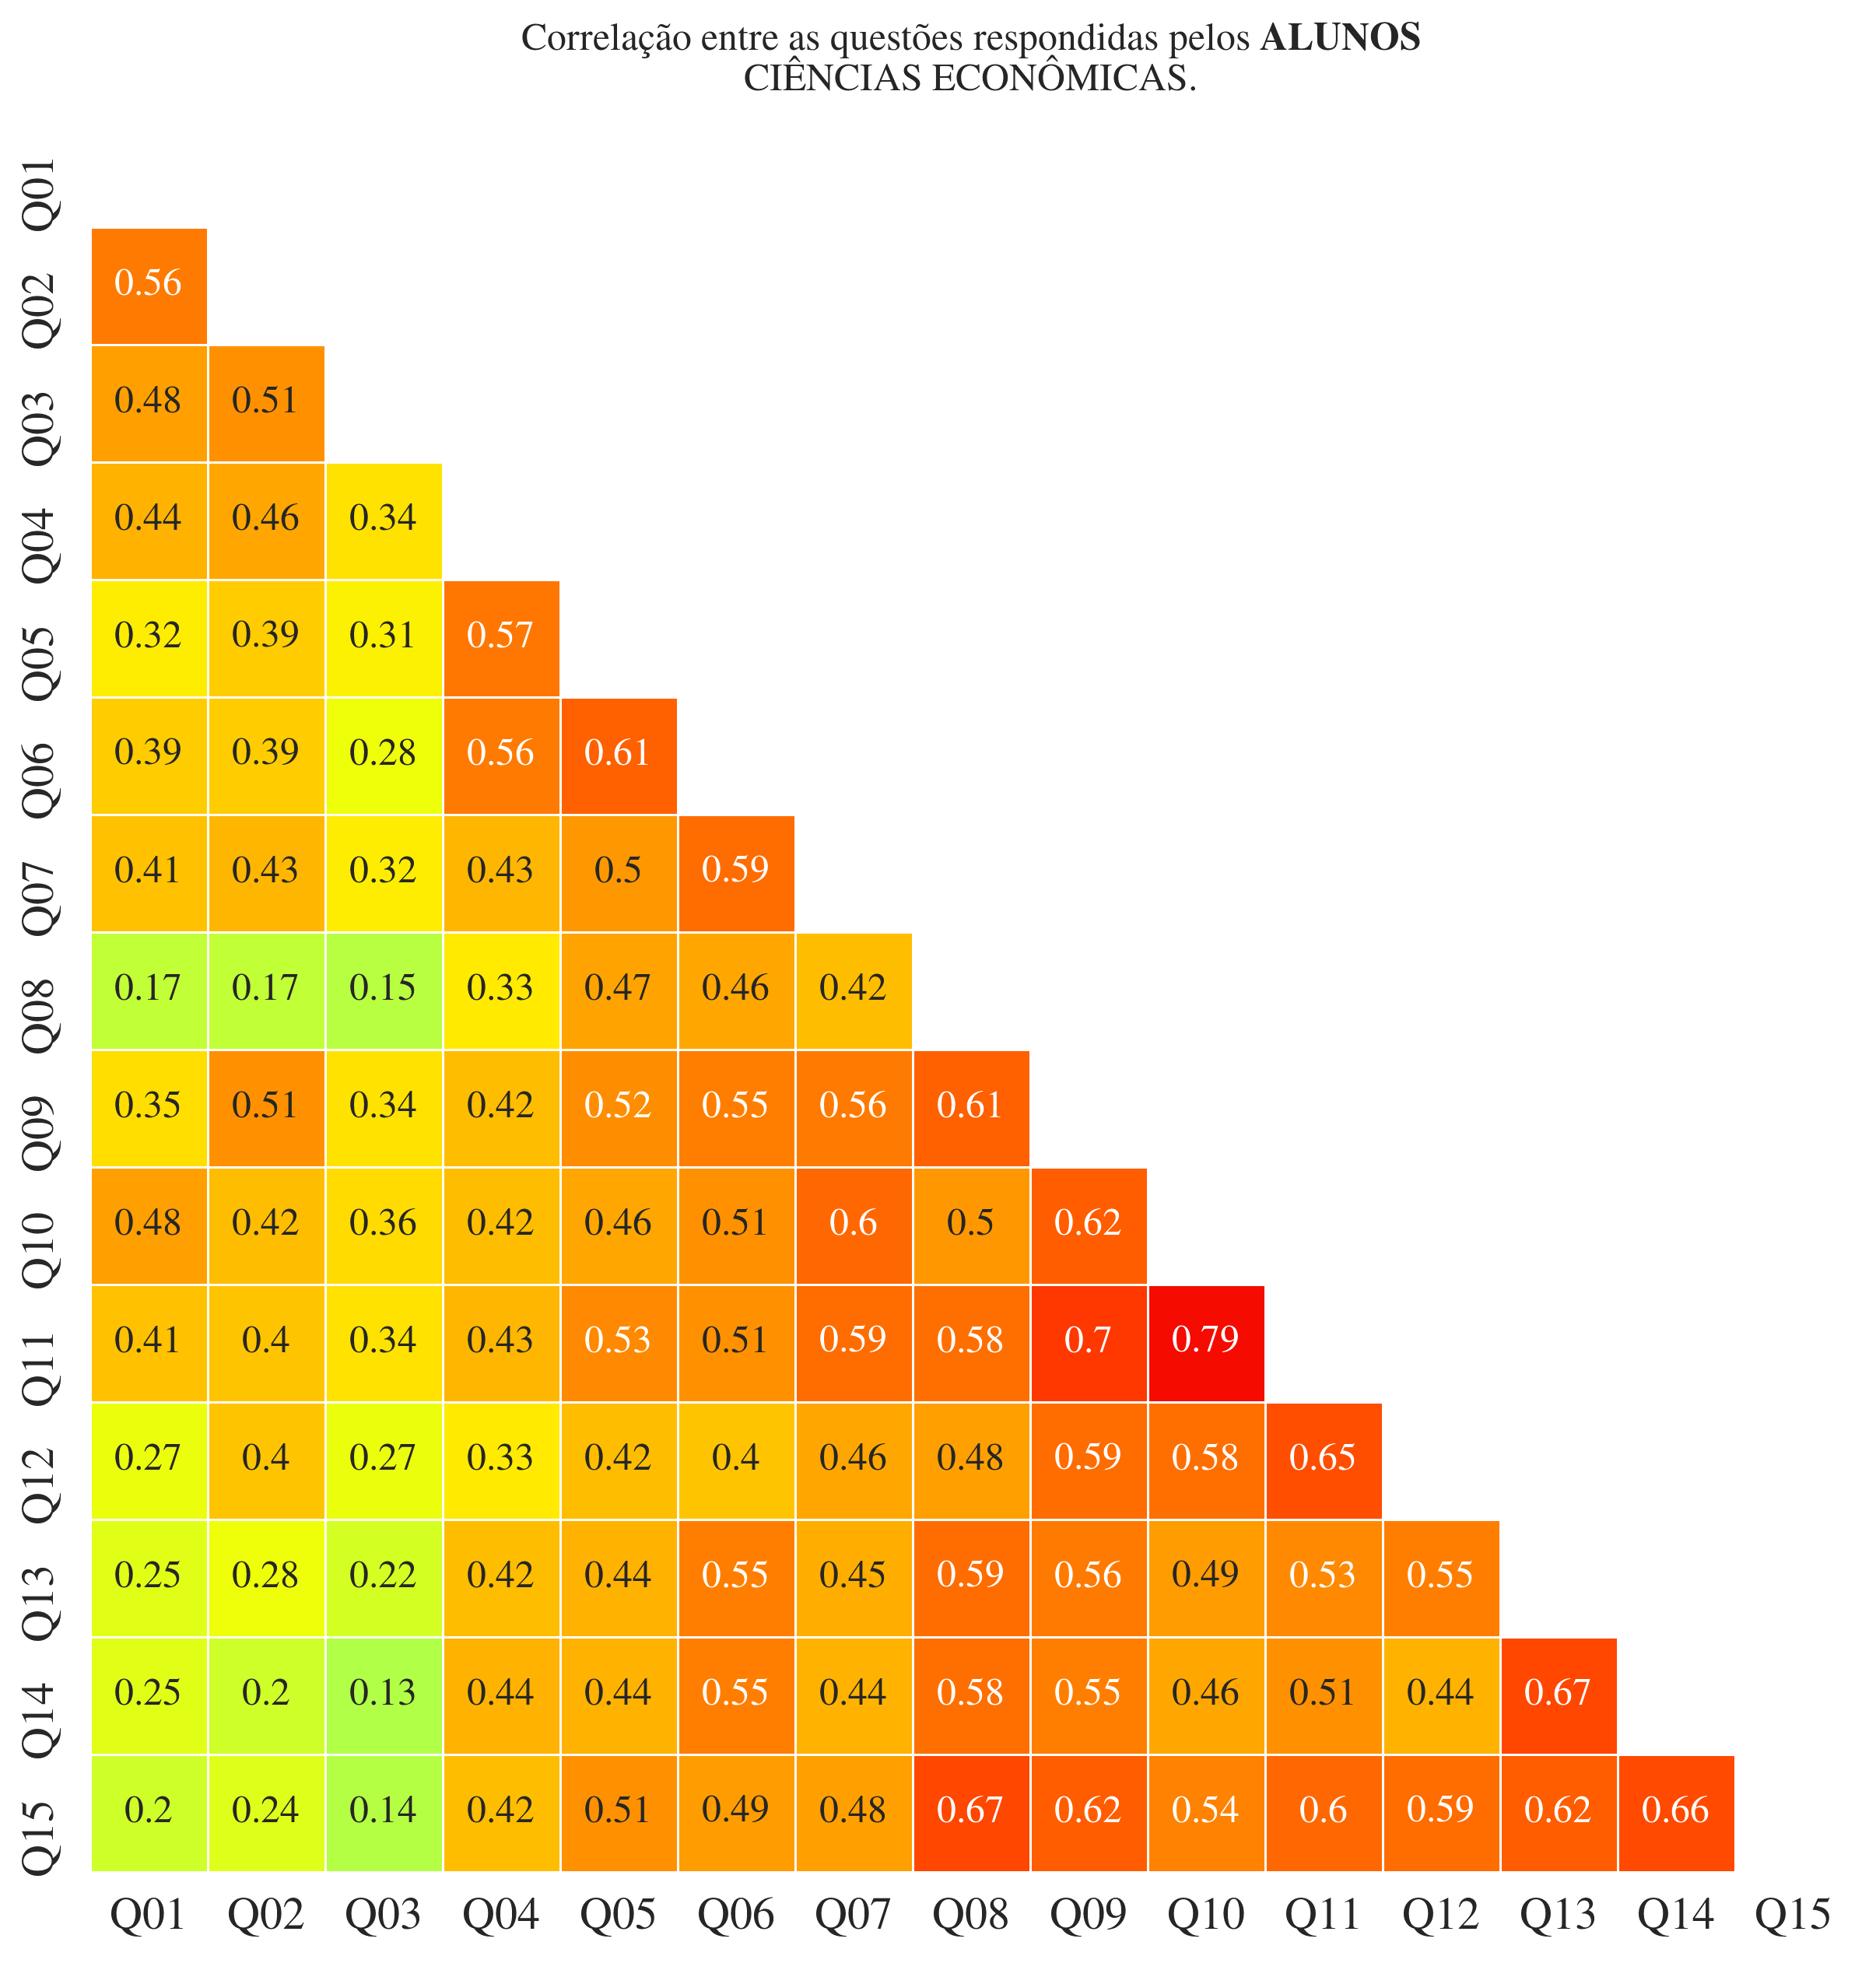 Correlação entre as questões respondidas pelos ALUNOS
CIÊNCIAS ECONÔMICAS.
Q01
Q02 0.56
Q03 0.48 0.51
Q04 0.44 0.46 0.34
Q05 0.32 0.39 0.31 0.57
Q06 0.39 0.39 0.28 0.56 0.61
Q07 0.41 0.43 0.32 0.43 0.5 0.59
Q08 0.17 0.17 0.15 0.33 0.47 0.46 0.42
Q09 0.35 0.51 0.34 0.42 0.52 0.55 0.56 0.61
Q10 0.48 0.42 0.36 0.42 0.46 0.51 0.6 0.5 0.62
Q11 0.41 0.4 0.34 0.43 0.53 0.51 0.59 0.58 0.7 0.79
Q12 0.27 0.4 0.27 0.33 0.42 0.4 0.46 0.48 0.59 0.58 0.65
Q13 0.25 0.28 0.22 0.42 0.44 0.55 0.45 0.59 0.56 0.49 0.53 0.55
Q14 0.25 0.2 0.13 0.44 0.44 0.55 0.44 0.58 0.55 0.46 0.51 0.44 0.67
Q15 0.2 0.24 0.14 0.42 0.51 0.49 0.48 0.67 0.62 0.54 0.6 0.59 0.62 0.66
Q01 Q02 Q03 Q04 Q05 Q06 Q07 Q08 Q09 Q10 Q11 Q12 Q13 Q14 Q15